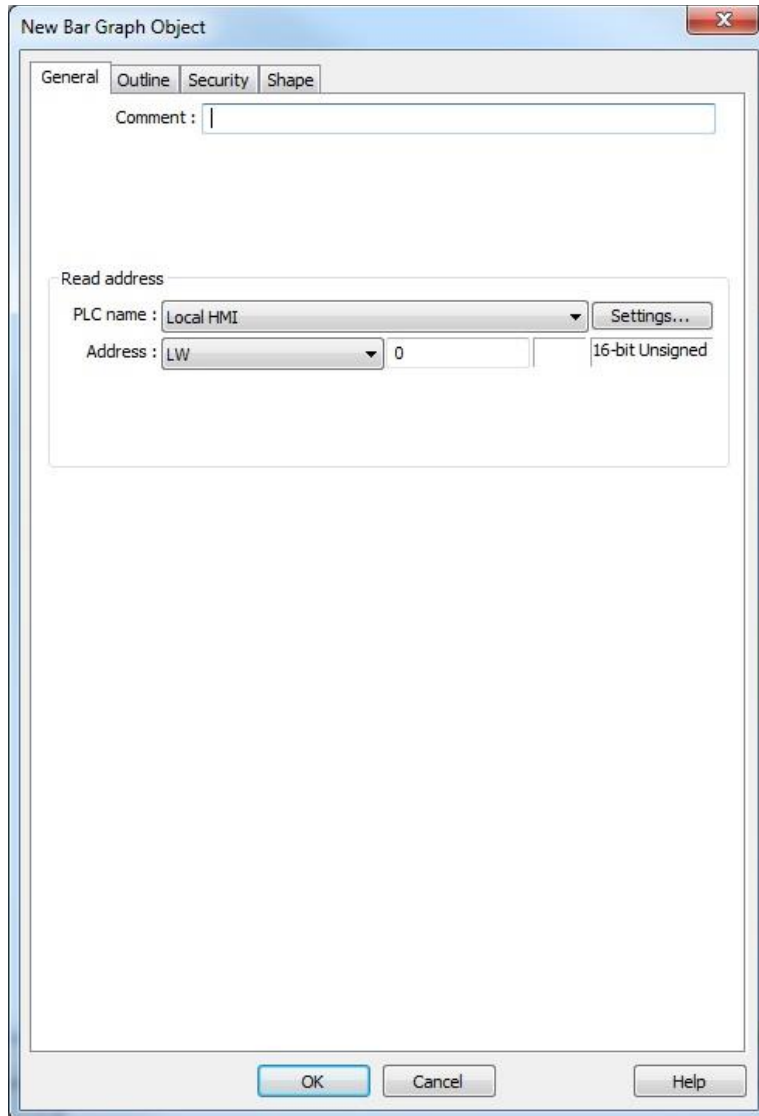 New Bar Graph Object
General Outline Security Shape
Comment :
Read address
PLC name : Local HMI Settings...
Address : LW 0 16-bit Unsigned
OK Cancel Help